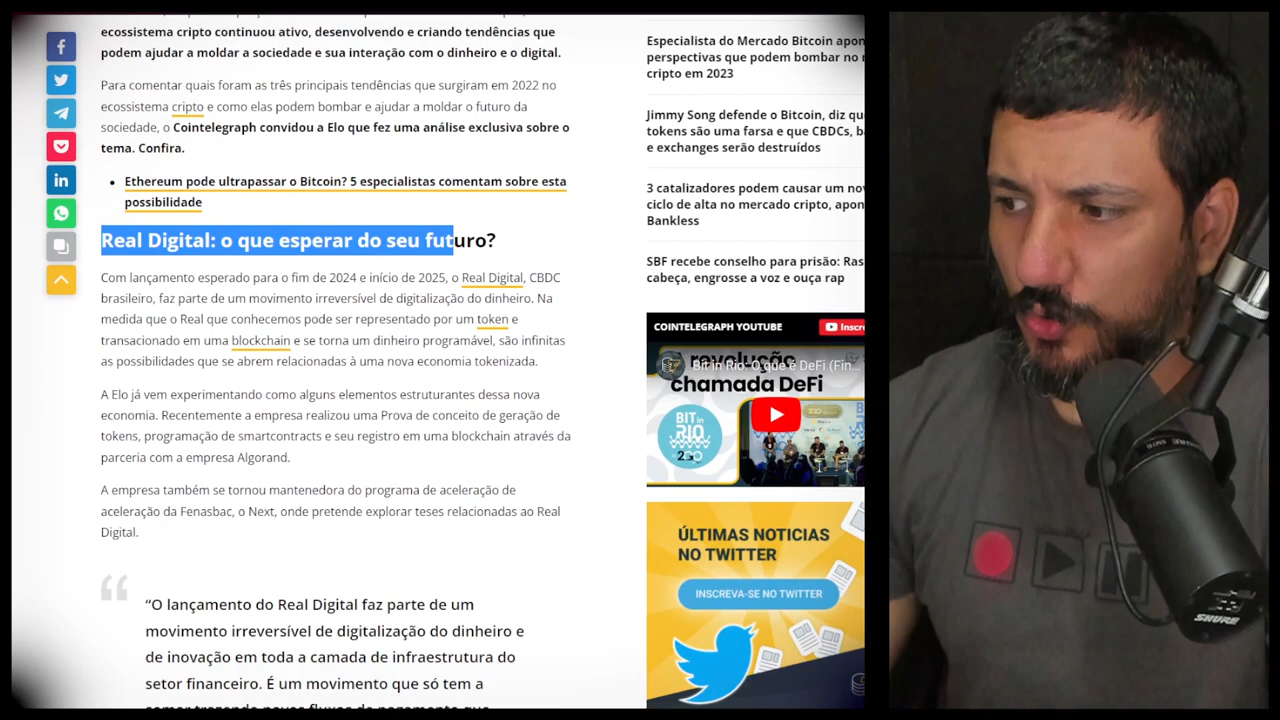 ecossistema cripto continuou ativo, desenvolvendo e criando tendências que
podem ajudar a moldar a sociedade e sua interação com o dinheiro e o digital.
Para comentar quais foram as três principais tendências que surgiram em 2022 no
ecossistema cripto e como elas podem bombar e ajudar a moldar o futuro da
sociedade, o Cointelegraph convidou a Elo que fez uma análise exclusiva sobre o
tema. Confira.
Ethereum pode ultrapassar o Bitcoin? 5 especialistas comentam sobre esta
possibilidade
Real Digital: o que esperar do seu futuro?
Com lançamento esperado para o fim de 2024 e início de 2025, o Real Digital, CBDC
brasileiro, faz parte de um movimento irreversível de digitalização do dinheiro. Na
medida que o Real que conhecemos pode ser representado por um token e
transacionado em uma blockchain e se torna um dinheiro programável, são infinitas
as possibilidades que se abrem relacionadas à uma nova economia tokenizada.
A Elo já vem experimentando como alguns elementos estruturantes dessa nova
economia. Recentemente a empresa realizou uma Prova de conceito de geração de
tokens, programação de smartcontracts e seu registro em uma blockchain através da
parceria com a empresa Algorand.
A empresa também se tornou mantenedora do programa de aceleração de
aceleração da Fenasbac, o Next, onde pretende explorar teses relacionadas ao Real
Digital.
“O lançamento do Real Digital faz parte de um
movimento irreversível de digitalização do dinheiro e
de inovação em toda a camada de infraestrutura do
setor financeiro. É um movimento que só tem a
Especialista do Mercado Bitcoin apon
perspectivas que podem bombar no
cripto em 2023
Jimmy Song defende o Bitcoin, diz qu
tokens são uma farsa e que CBDCs, ba
e exchanges serão destruídos
3 catalizadores podem causar um nov
ciclo de alta no mercado cripto, apon
Bankless
SBF recebe conselho para prisão: Ras
cabeça, engrosse a voz e ouça rap
COINTELEGRAPH YOUTUBE
Inscre
revolução
Bit in Rio: O que é DeFi (Fin...
chamada DeFi
BIT
in
RIO
ÚLTIMAS NOTICIAS
NO TWITTER
INSCREVA-SE NO TWITTER
SHURE